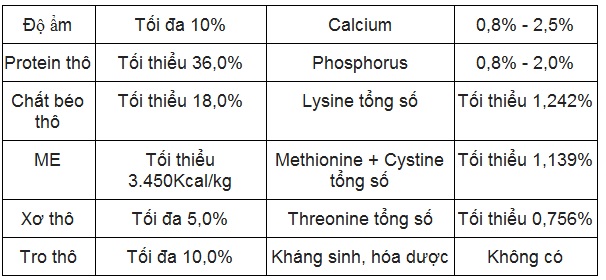 Độ ẩm Tối đa 10% Calcium 0,8% - 2,5%
Protein thô Tối thiểu 36,0% Phosphorus 0,8% - 2,0%
Chất béo Tối thiểu 18,0% Lysine tổng số Tối thiểu 1,242%
thô
ME Tối thiểu Methionine + Cystine Tối thiểu 1,139%
3.450Kcal/kg tổng số
Xơ thô Tối đa 5,0% Threonine tổng số Tối thiểu 0,756%
Tro thô Tối đa 10,0% Kháng sinh, hóa dược Không có